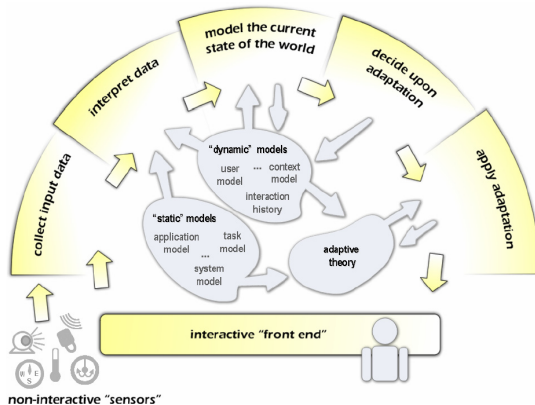 model the current
state of the world
interpret data
decide upon
adaptation
collect input data
apply adaptation
"dynamic" models
user
model
...
context
model
interaction
history
"static" models
application
model
task
model
...
system
model
adaptive
theory
interactive "front end"
W
E
S
non-interactive "sensors"